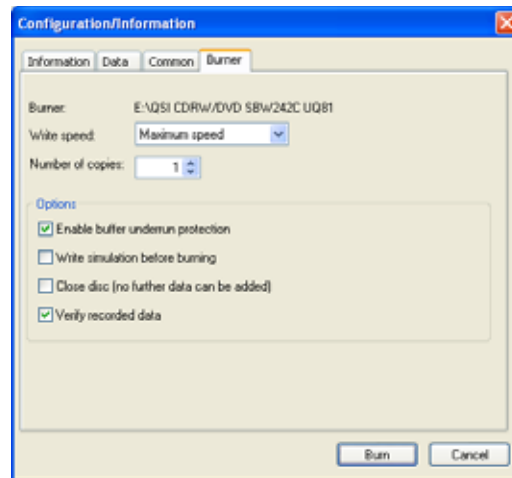 Configuration/Information
Information Data Common Burner
Burner: E:\QSI CDRW/DVD SBW242C UQ81
Write speed: Maximum speed
Number of copies: 1
Options
Enable buffer underrun protection
Write simulation before burning
Close disc (no further data can be added)
Verify recorded data
Burn Cancel